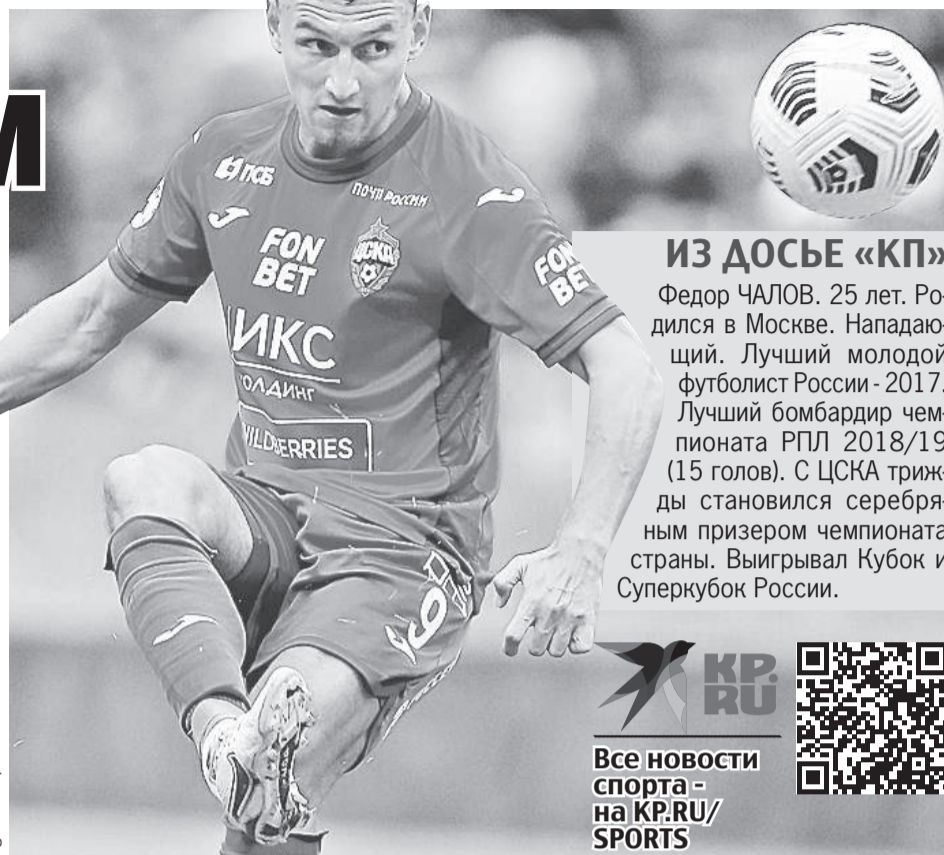 М
ПСБ
ПОЧТА РОССИИ
FON
BET
ЦСКА
FON
BET
ИКС
ОЛДИНГ
WILDBERRIES
9
ИЗ ДОСЬЕ «КП»
Федор ЧАЛОВ. 25 лет. Ро-
дился в Москве. Нападаю-
щий. Лучший молодой
футболист России - 2017.
Лучший бомбардир чем-
пионата РПЛ 2018/19
(15 голов). С ЦСКА триж-
ды становился серебря-
ным призером чемпионата
страны. Выигрывал Кубок и
Суперкубок России.
KP.
RU
Все новости
спорта -
на KP.RU/
SPORTS